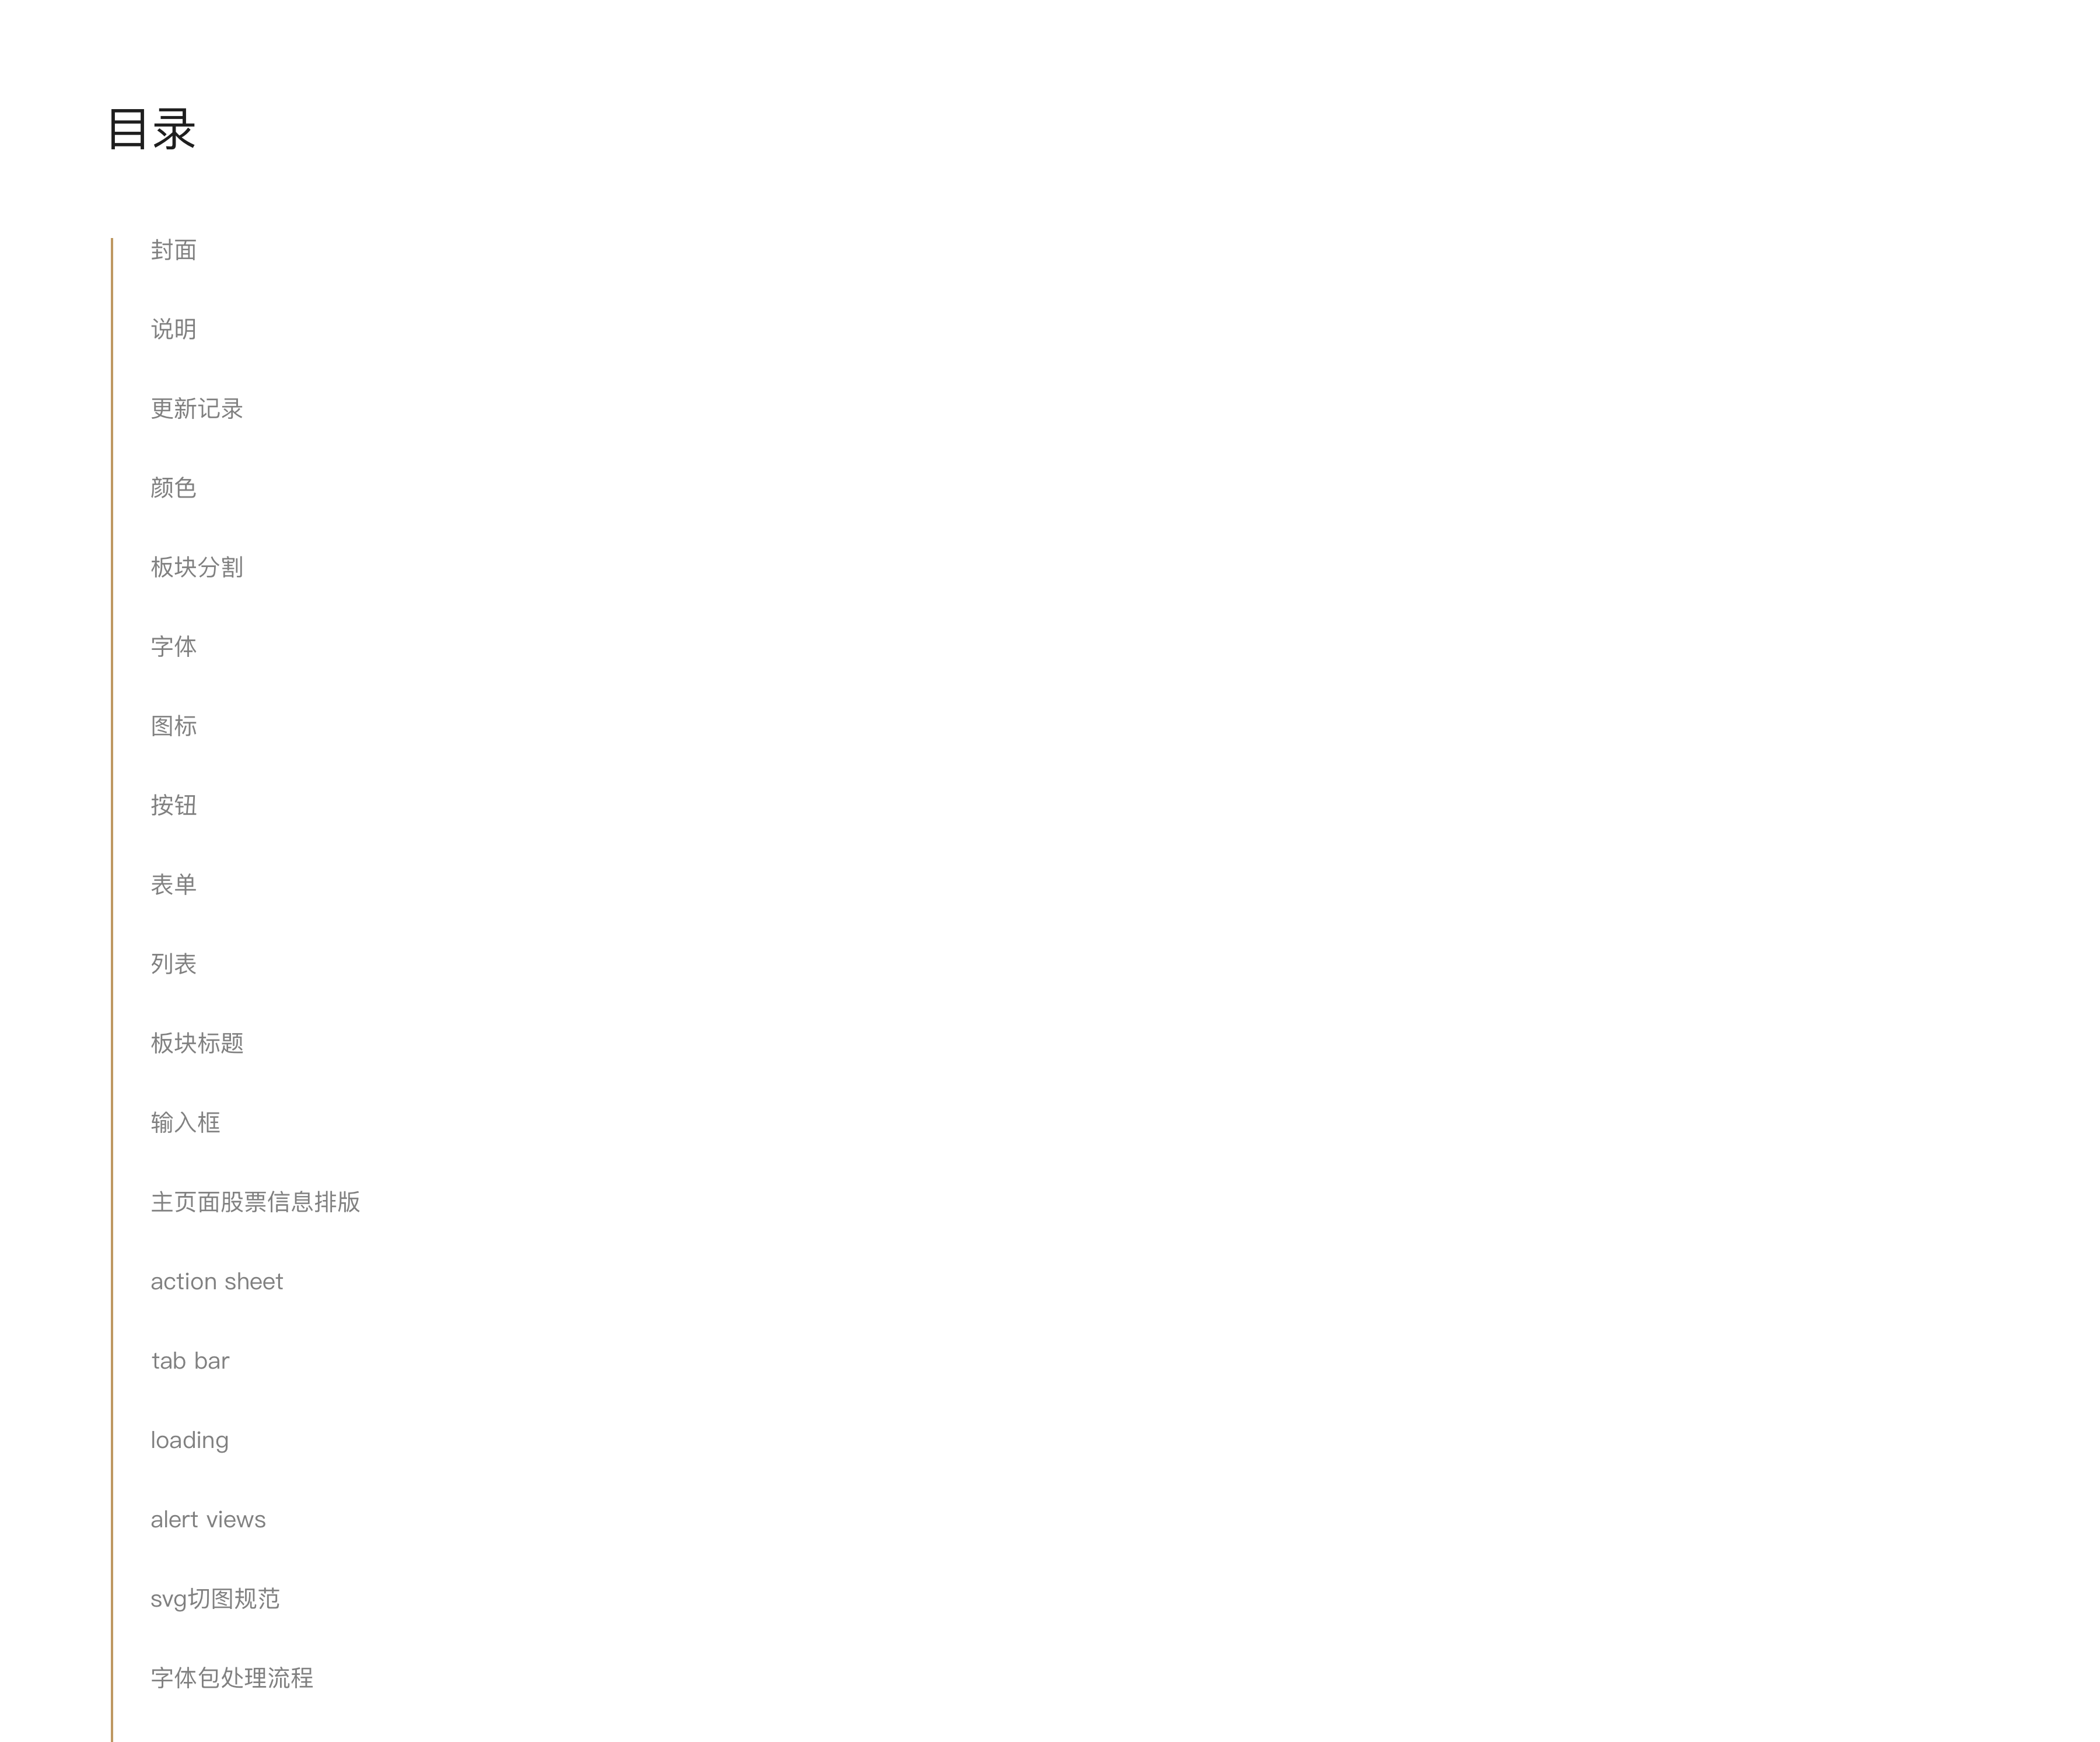 目录
封面
说明
更新记录
颜色
板块分割
字体
图标
按钮
表单
列表
板块标题
输入框
主页面股票信息排版
action sheet
tab bar
loading
alert views
svg切图规范
字体包处理流程